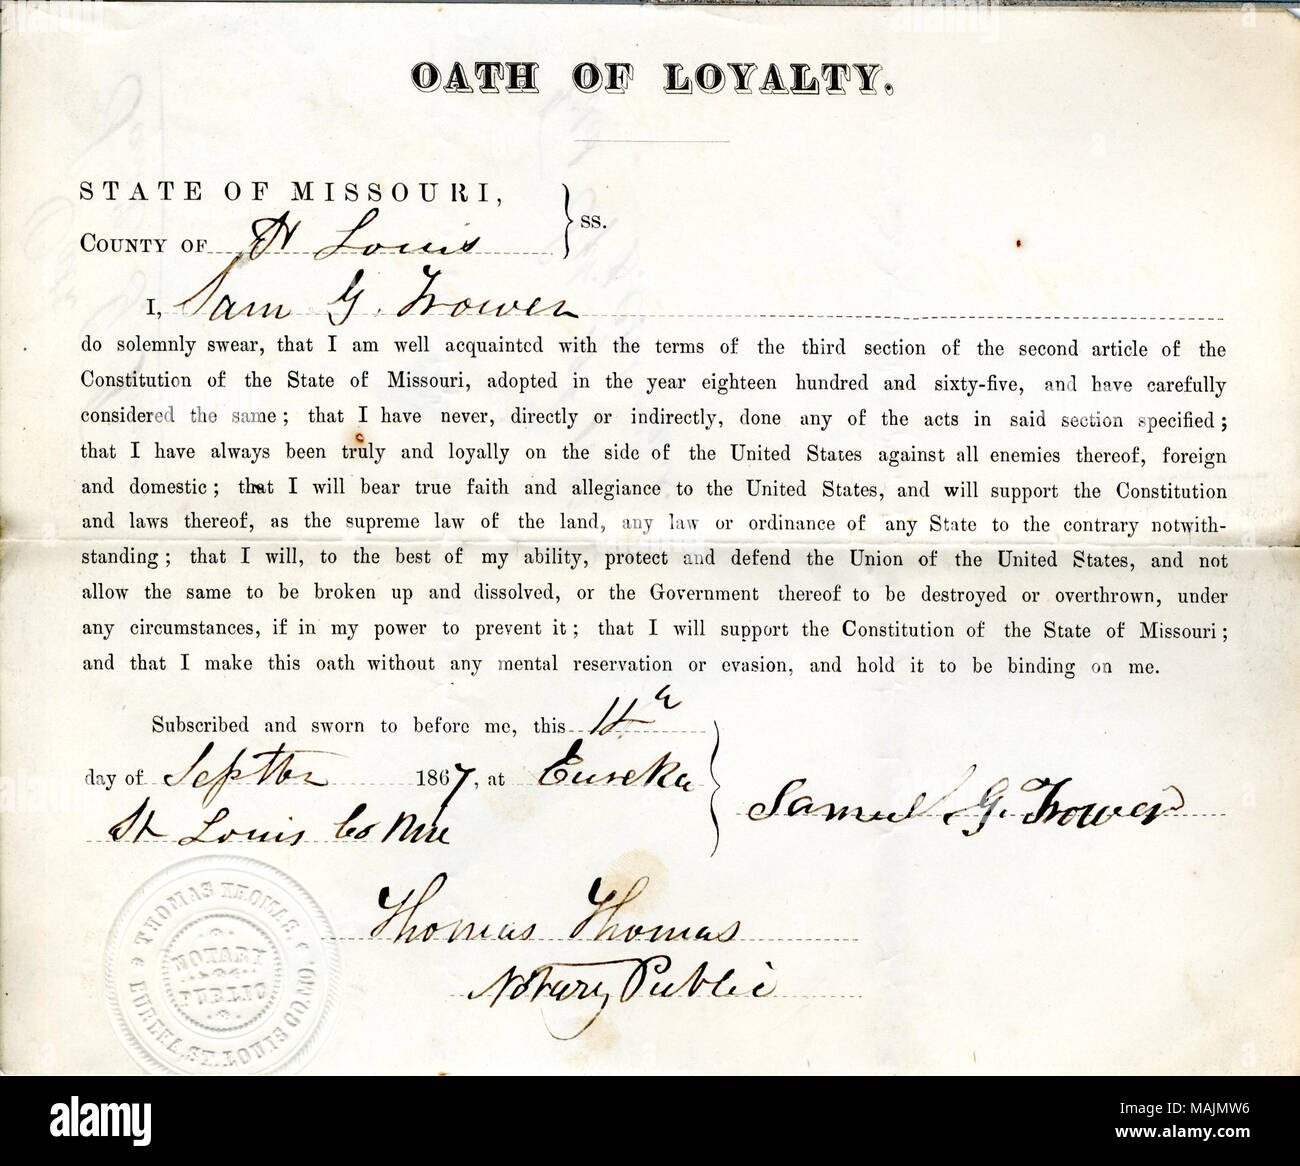 OATH OF LOYALTY.
STATE OF MISSOURI,
COUNTY OF St Louis } ss.
I, Sam G. Trower
do solemnly swear, that I am well acquainted with the terms of the third section of the second article of the
Constitution of the State of Missouri, adopted in the year eighteen hundred and sixty-five, and have carefully
considered the same; that I have never, directly or indirectly, done any of the acts in said section specified;
that I have always been truly and loyally on the side of the United States against all enemies thereof, foreign
and domestic; that I will bear true faith and allegiance to the United States, and will support the Constitution
and laws thereof, as the supreme law of the land, any law or ordinance of any State to the contrary notwith-
standing; that I will, to the best of my ability, protect and defend the Union of the United States, and not
allow the same to be broken up and dissolved, or the Government thereof to be destroyed or overthrown, under
any circumstances, if in my power to prevent it; that I will support the Constitution of the State of Missouri;
and that I make this oath without any mental reservation or evasion, and hold it to be binding on me.
Subscribed and sworn to before me, this
day of Septbr 1867, at Eureka
St Louis Co
Samuel G. Trower
Thomas Thomas
Notary Public
THOMAS THOMAS,
NOTARY
PUBLIC
EUREKA, ST. LOUIS CO. MO.
alamy
a
alamy stock photo
MAJMW6
www.alamy.com